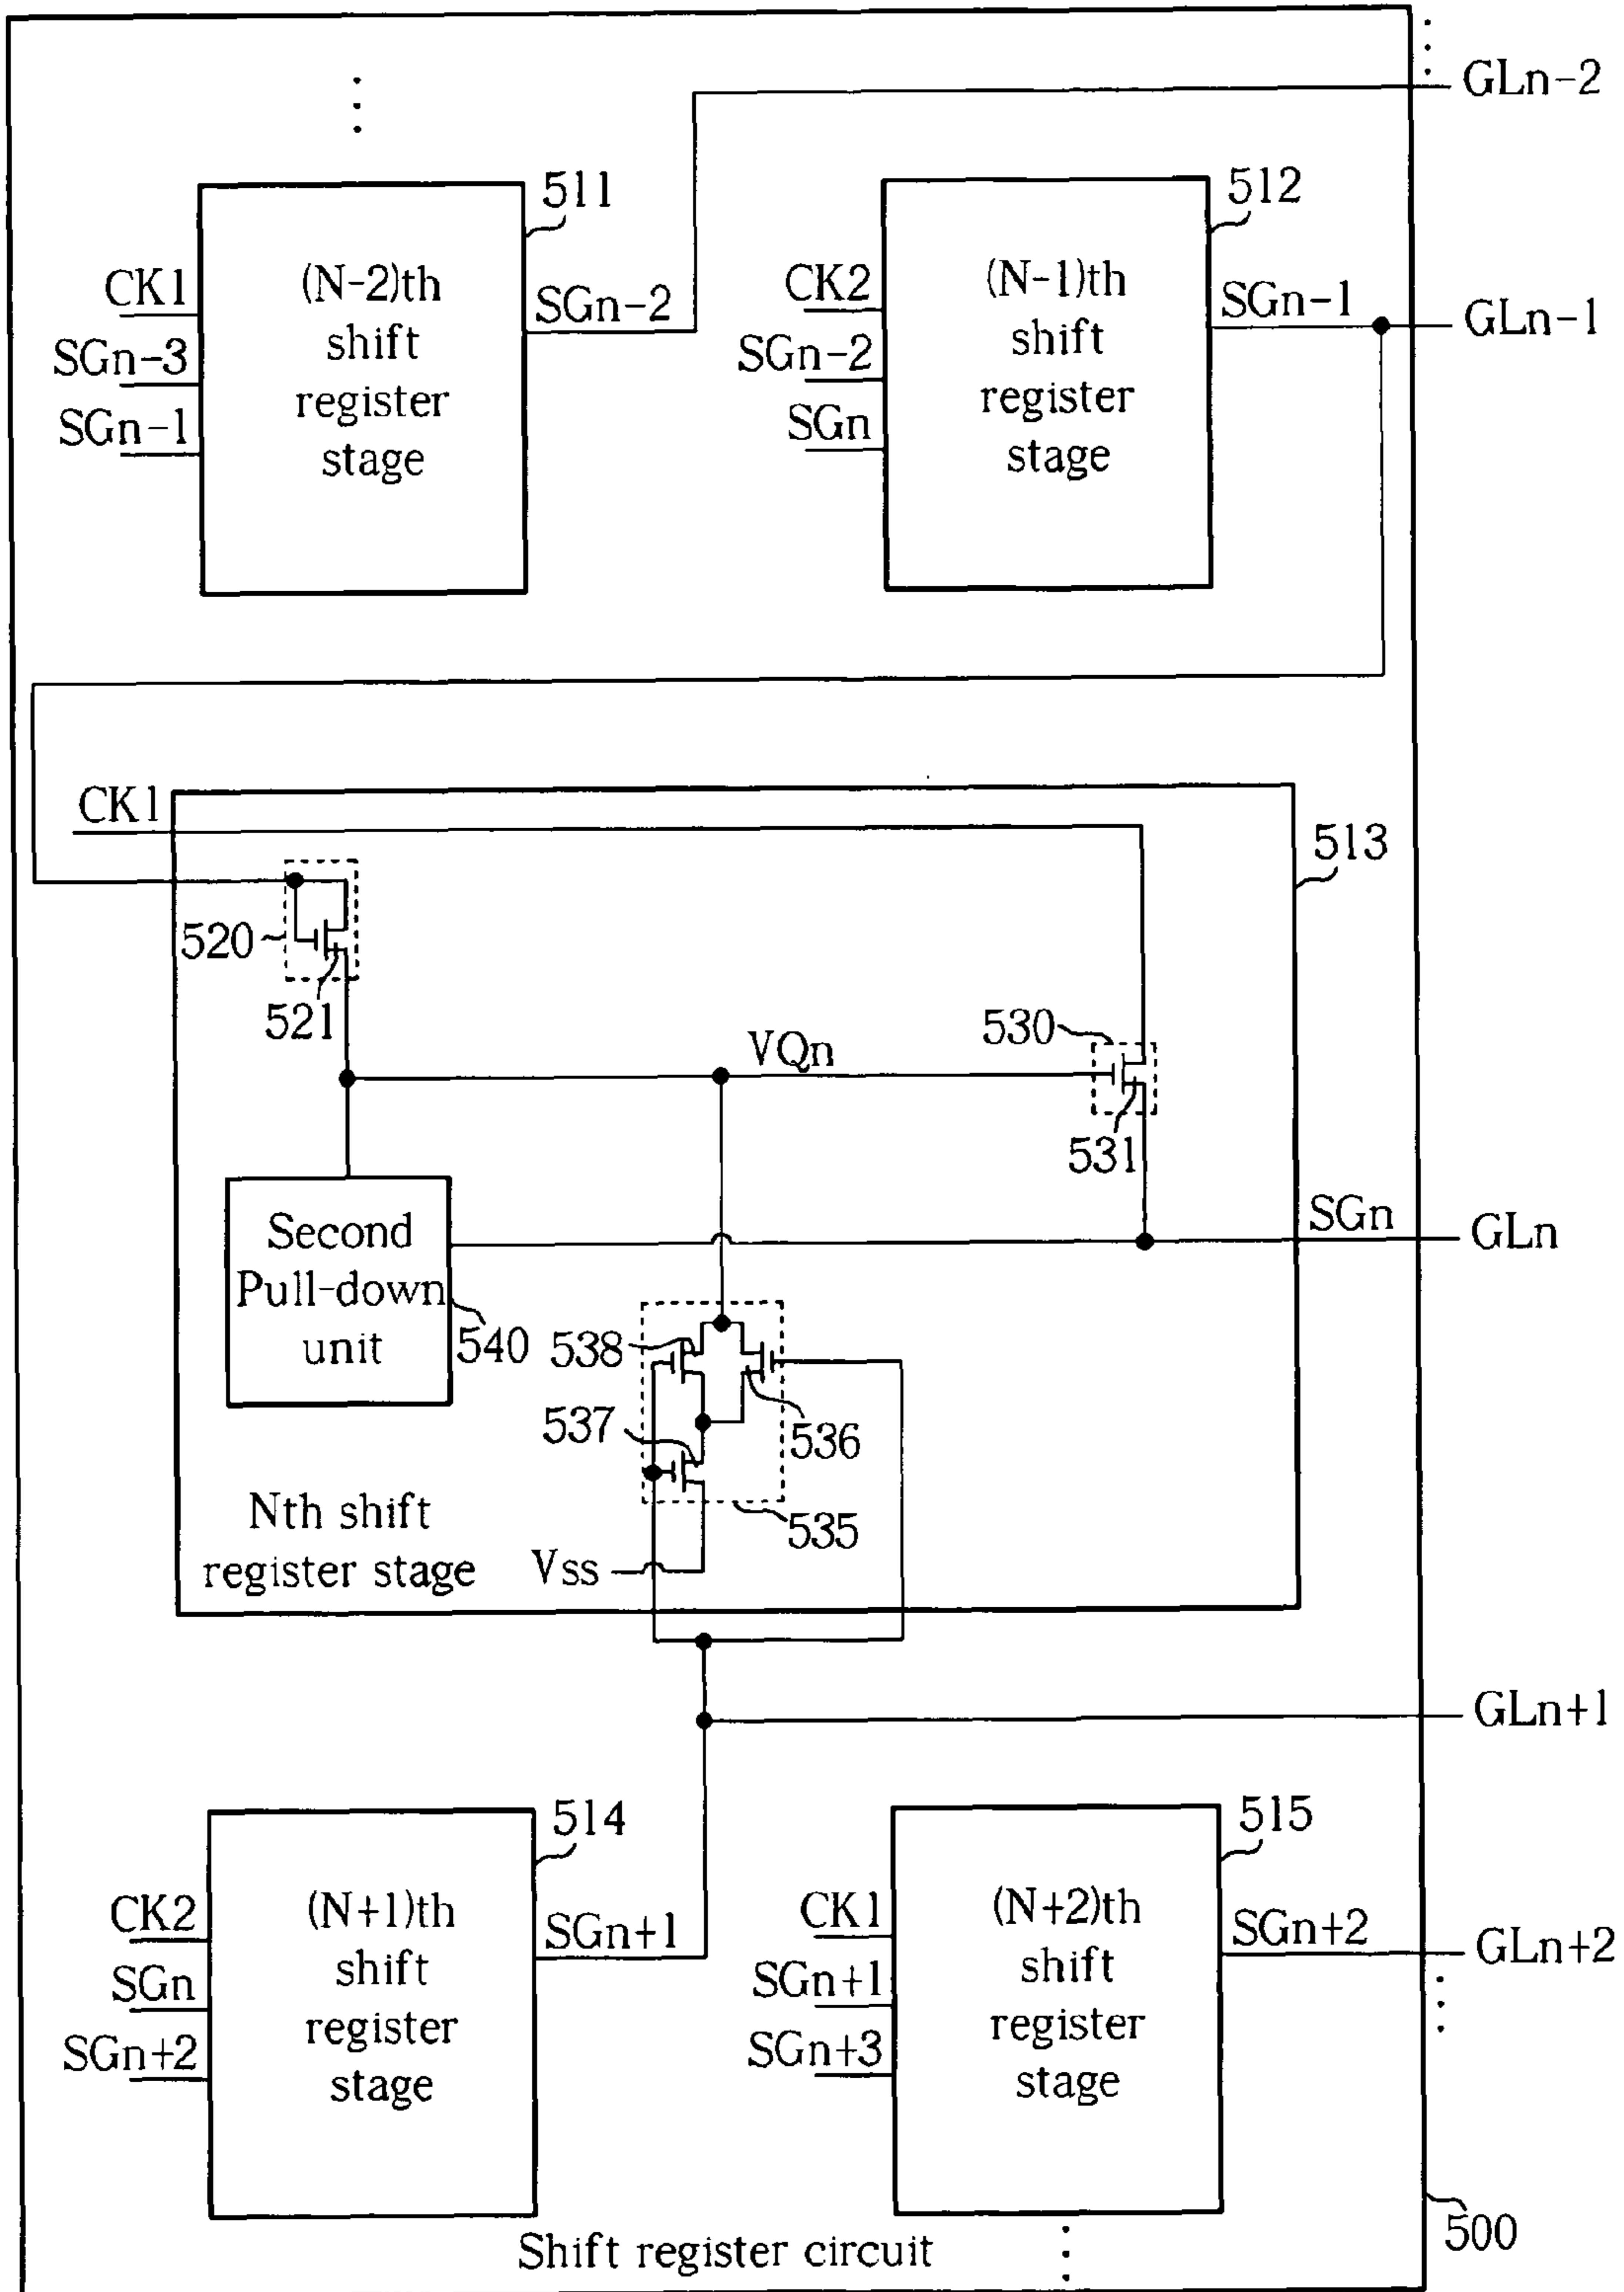 GLn-2
511
CK1
SGn-3
SGn-1
(N-2)th
shift
register
stage
SGn-2
512
CK2
SGn-2
SGn
(N-1)th
shift
register
stage
SGn-1
GLn-1
CK1
513
520
521
VQn
530
531
Second
Pull-down
unit
540
SGn
GLn
538
536
537
535
Vss
Nth shift
register stage
GLn+1
514
CK2
SGn
SGn+2
(N+1)th
shift
register
stage
SGn+1
515
CK1
SGn+1
SGn+3
(N+2)th
shift
register
stage
SGn+2
GLn+2
500
Shift register circuit